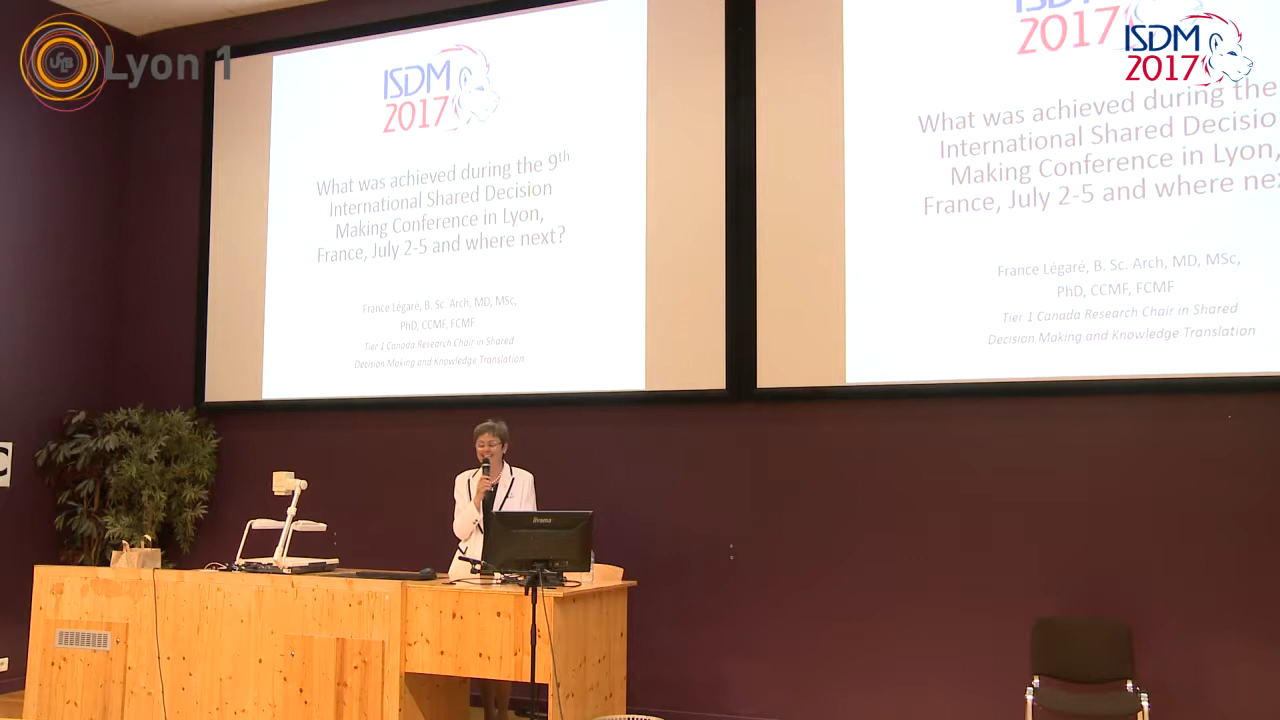 UCBL
Lyon 1
ISDM
2017
ISDM
2017
What was achieved during the 9th
International Shared Decision
Making Conference in Lyon,
France, July 2-5 and where next?
France Légaré, B. Sc. Arch, MD, MSc,
PhD, CCMF, FCMF
Tier 1 Canada Research Chair in Shared
Decision Making and Knowledge Translation
ISDM
2017
What was achieved during the
International Shared Decisio
Making Conference in Lyon,
France, July 2-5 and where ne
France Légaré, B. Sc. Arch, MD, MSc,
PhD, CCMF, FCMF
Tier 1 Canada Research Chair in Shared
Decision Making and Knowledge Translation
iiyama
C